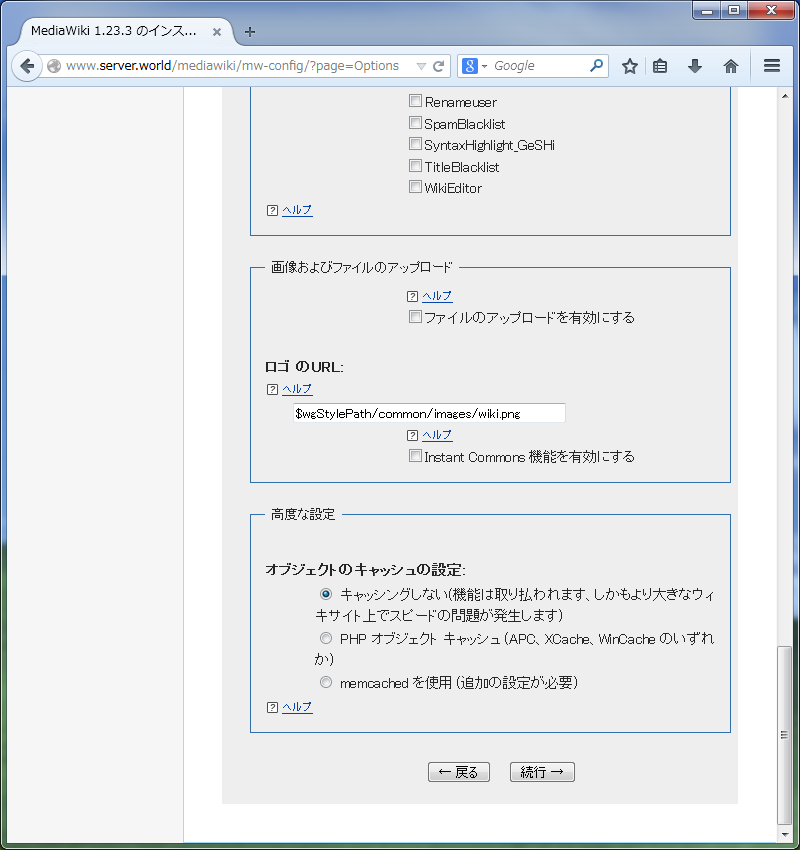 MediaWiki 1.23.3 のインス...
www.server.world/mediawiki/mw-config/?page=Options
Google
Renameuser
SpamBlacklist
SyntaxHighlight_GeSHi
TitleBlacklist
WikiEditor
ヘルプ
画像およびファイルのアップロード
ヘルプ
ファイルのアップロードを有効にする
ロゴ のURL:
ヘルプ
$wgStylePath/common/images/wiki.png
ヘルプ
Instant Commons 機能を有効にする
高度な設定
オブジェクトのキャッシュの設定:
キャッシングしない(機能は取り払われます、しかもより大きなウィ
キサイト上でスピードの問題が発生します)
PHP オブジェクト キャッシュ (APC、XCache、WinCache のいずれ
か)
memcached を使用 (追加の設定が必要)
ヘルプ
← 戻る 続行 →